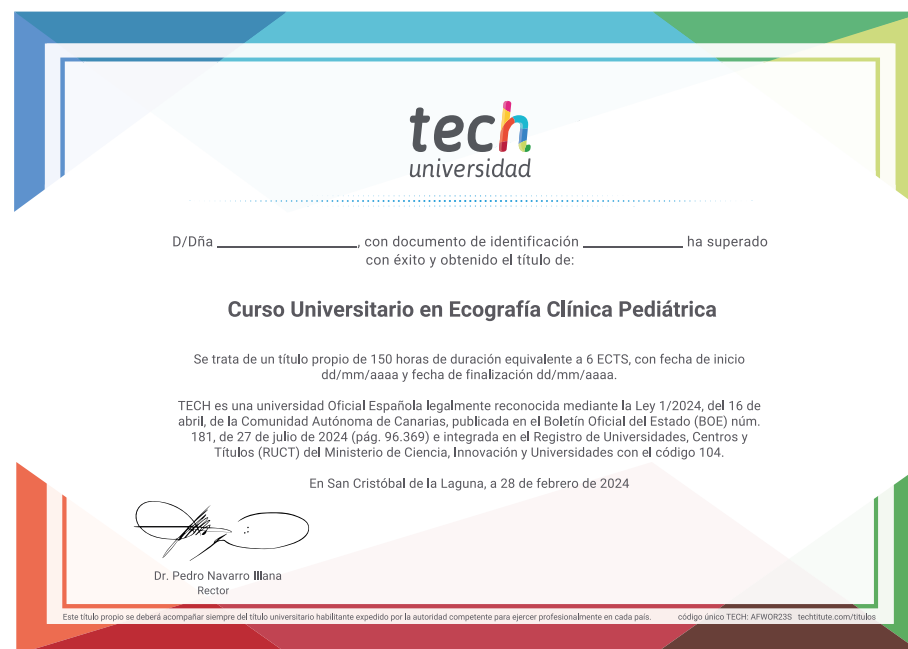 tech
universidad
D/Dña ____________________, con documento de identificación ______________ ha superado
con éxito y obtenido el título de:
Curso Universitario en Ecografía Clínica Pediátrica
Se trata de un título propio de 150 horas de duración equivalente a 6 ECTS, con fecha de inicio
dd/mm/aaaa y fecha de finalización dd/mm/aaaa.
TECH es una universidad Oficial Española legalmente reconocida mediante la Ley 1/2024, del 16 de
abril, de la Comunidad Autónoma de Canarias, publicada en el Boletín Oficial del Estado (BOE) núm.
181, de 27 de julio de 2024 (pág. 96.369) e integrada en el Registro de Universidades, Centros y
Títulos (RUCT) del Ministerio de Ciencia, Innovación y Universidades con el código 104.
En San Cristóbal de la Laguna, a 28 de febrero de 2024
Dr. Pedro Navarro Illana
Rector
Este título propio se deberá acompañar siempre del título universitario habilitante expedido por la autoridad competente para ejercer profesionalmente en cada país. código único TECH: AFWOR23S techtitute.com/titulos